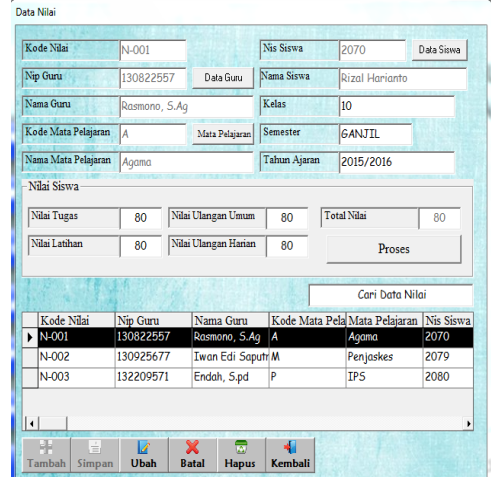 Data Nilai
Kode Nilai N-001 Nis Siswa 2070 Data Siswa
Nip Guru 130822557 Data Guru Nama Siswa Rizal Harianto
Nama Guru Rasmono, S.Ag Kelas 10
Kode Mata Pelajaran A Mata Pelajaran Semester GANJIL
Nama Mata Pelajaran Agama Tahun Ajaran 2015/2016
Nilai Siswa
Nilai Tugas 80 Nilai Ulangan Umum 80 Total Nilai 80
Nilai Latihan 80 Nilai Ulangan Harian 80 Proses
Cari Data Nilai
Kode Nilai Nip Guru Nama Guru Kode Mata Pela Mata Pelajaran Nis Siswa
N-001 130822557 Rasmono, S.Ag A Agama 2070
N-002 130925677 Iwan Edi Saputr M Penjaskes 2079
N-003 132209571 Endah, S.pd P IPS 2080
Tambah Simpan Ubah Batal Hapus Kembali